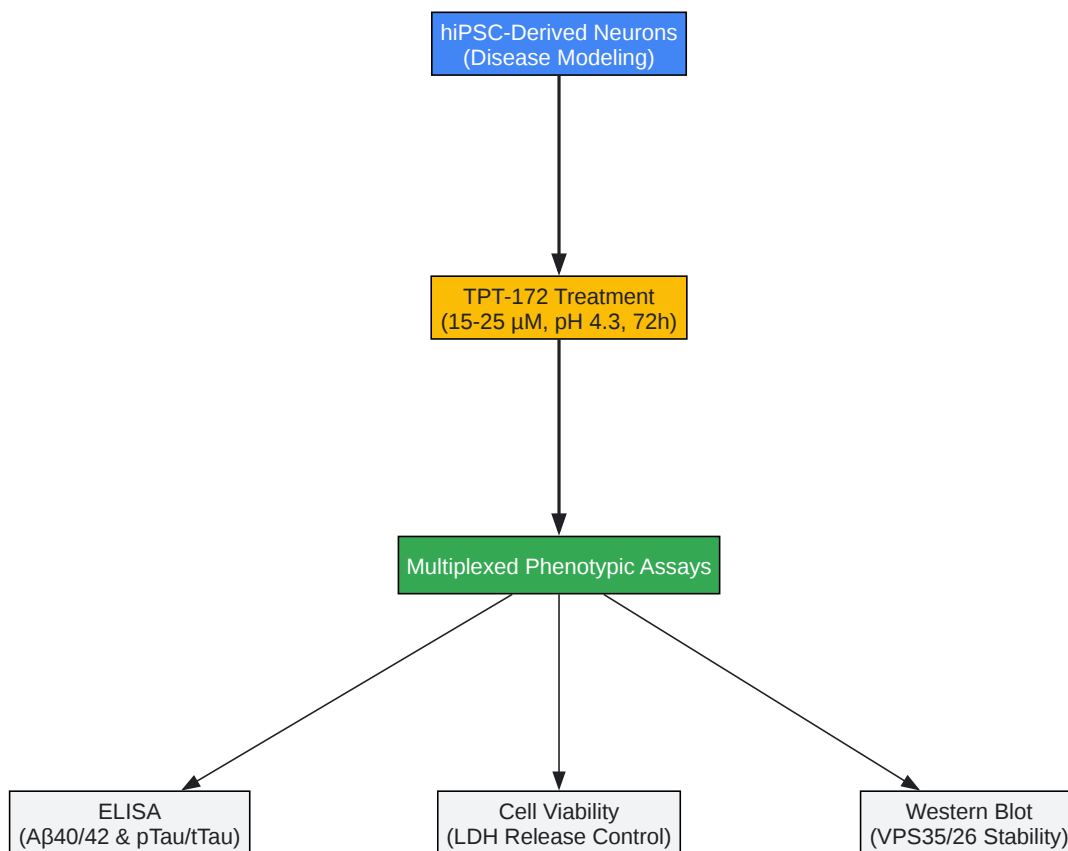 hiPSC-Derived Neurons
(Disease Modeling)
TPT-172 Treatment
(15-25 µM, pH 4.3, 72h)
Multiplexed Phenotypic Assays
ELISA
(Aβ40/42 & pTau/tTau)
Cell Viability
(LDH Release Control)
Western Blot
(VPS35/26 Stability)